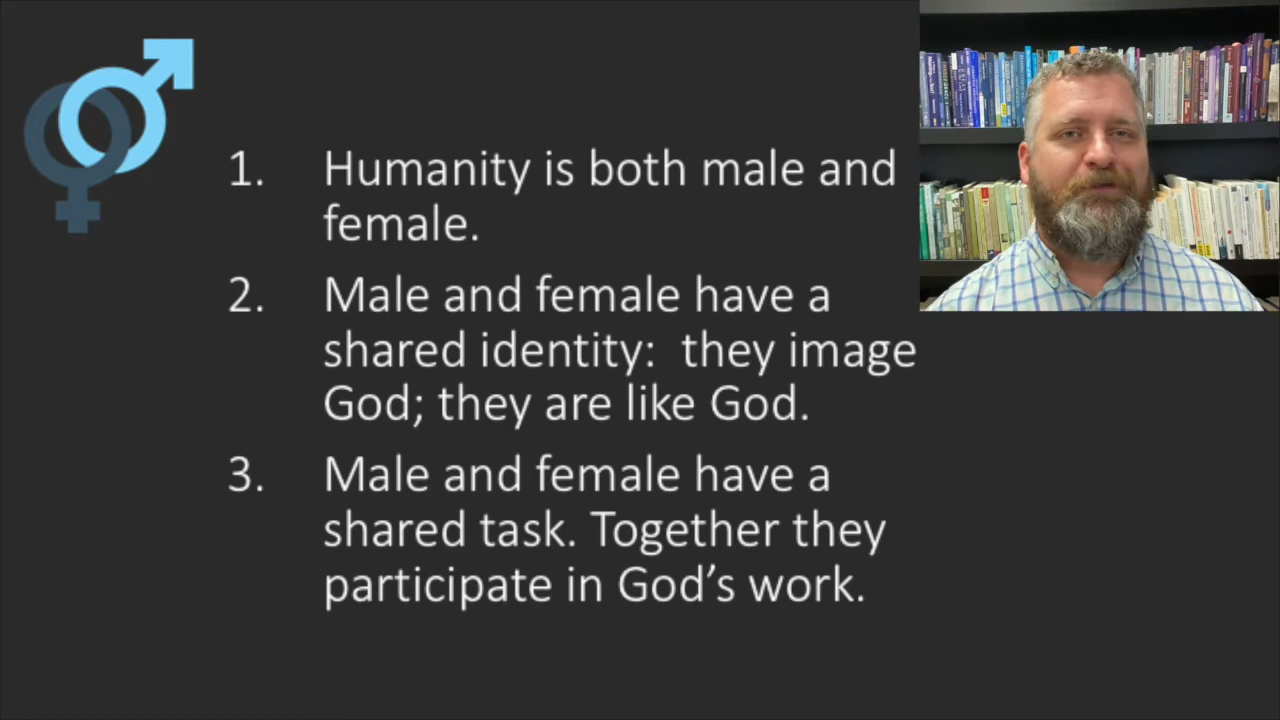 1. Humanity is both male and
female.
2. Male and female have a
shared identity:  they image
God; they are like God.
3. Male and female have a
shared task. Together they
participate in God’s work.